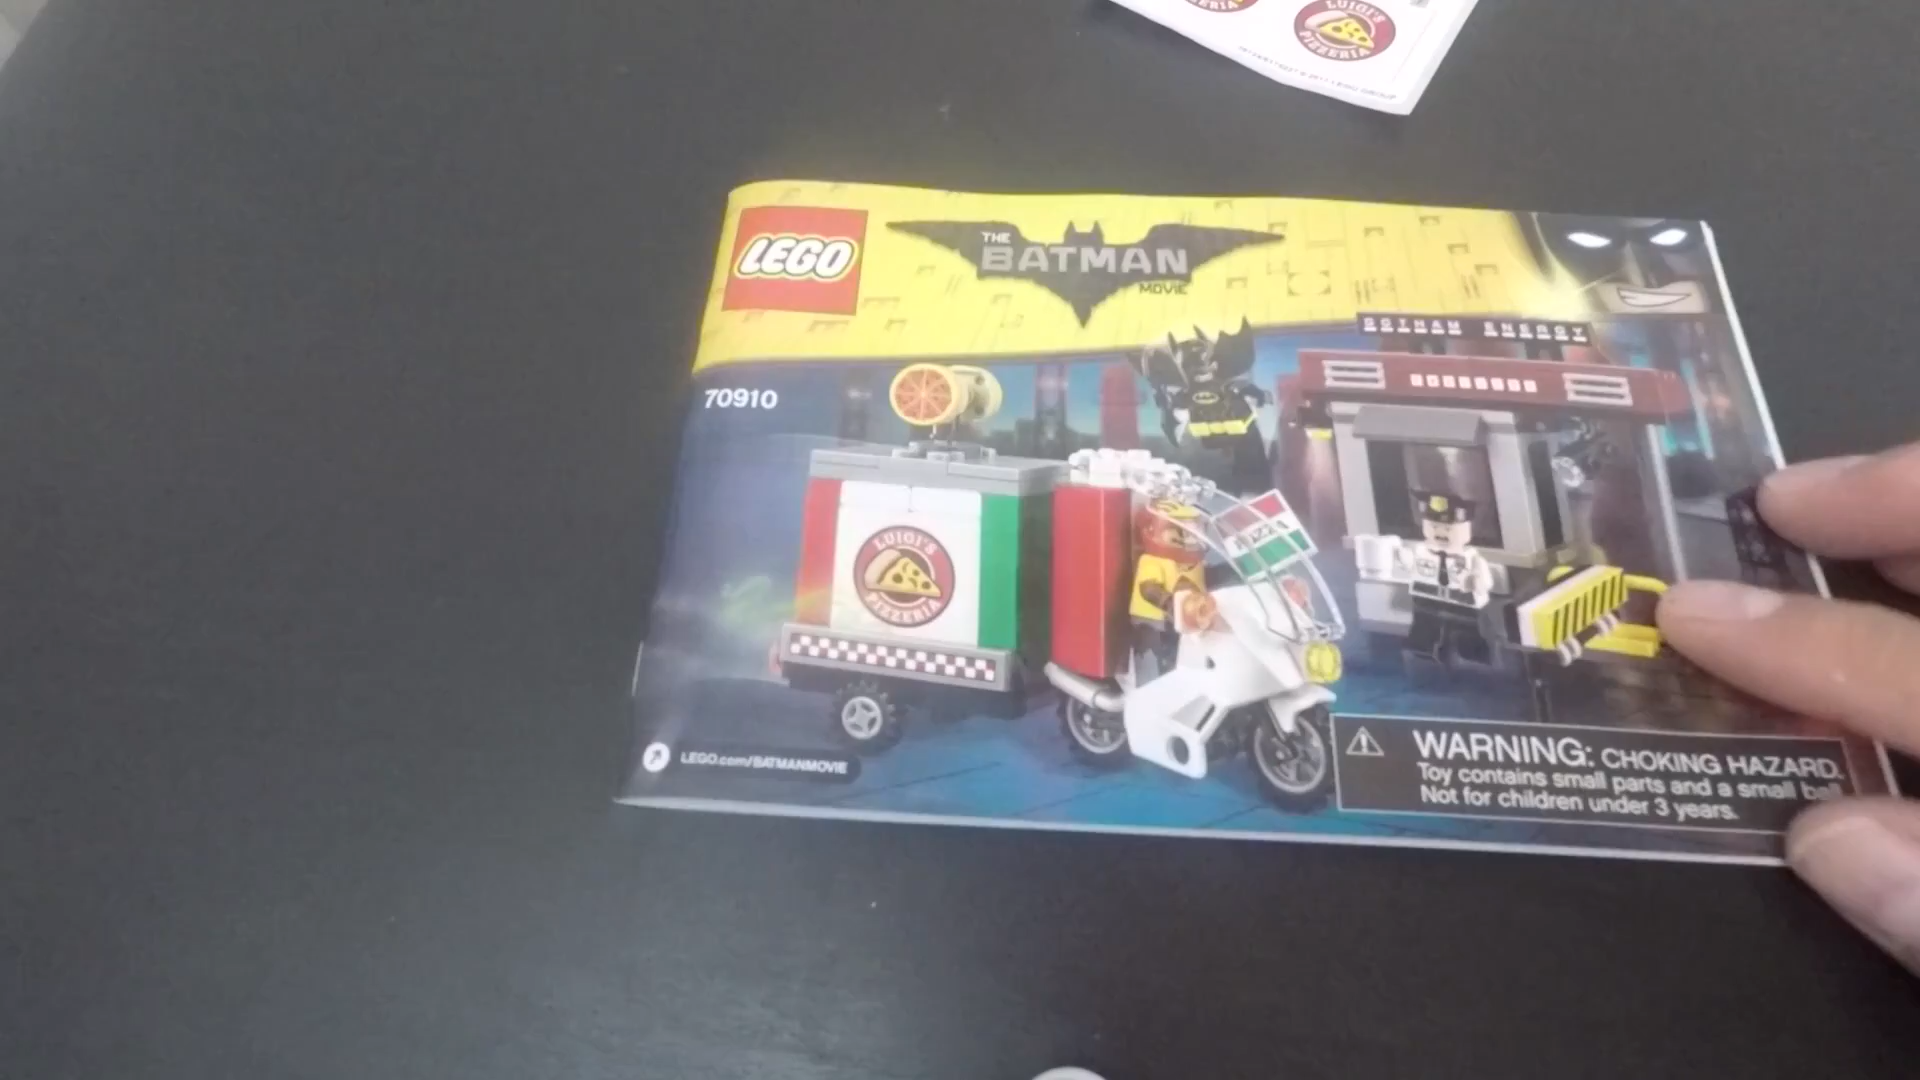 LUIGI'S
PIZZERIA
LEGO
THE
BATMAN
MOVIE
70910
GOTHAM ENERGY
LUIGI'S
PIZZERIA
PIZZA
LEGO.com/BATMANMOVIE
WARNING: CHOKING HAZARD.
Toy contains small parts and a small ball
Not for children under 3 years.